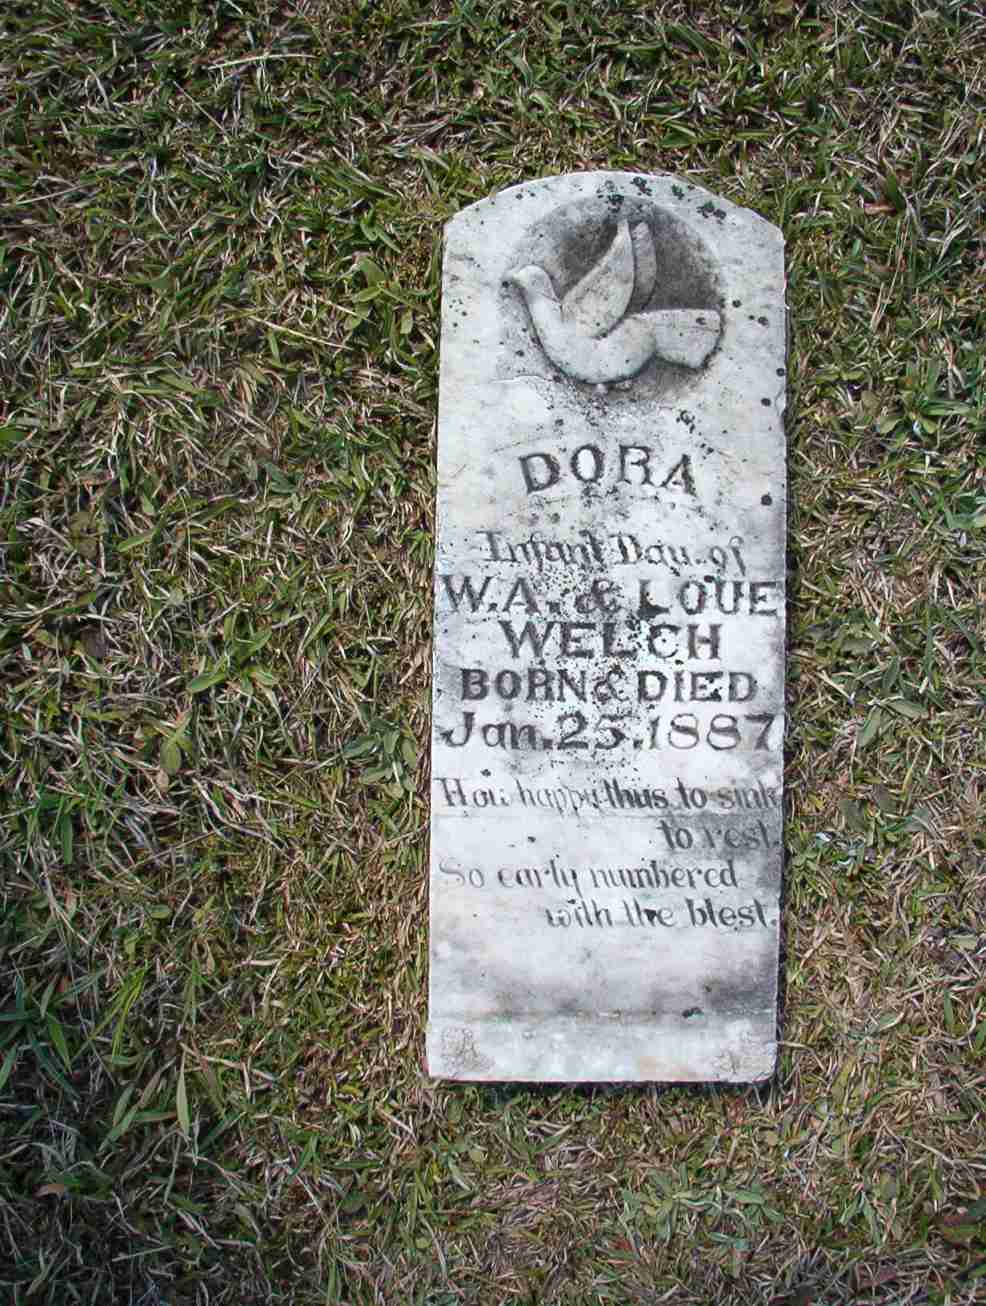 DORA
Infant Dau. of
W.A. & LOUE
WELCH
BORN & DIED
Jan. 25, 1887
How happy thus to sink
to rest.
So early numbered
with the blest.